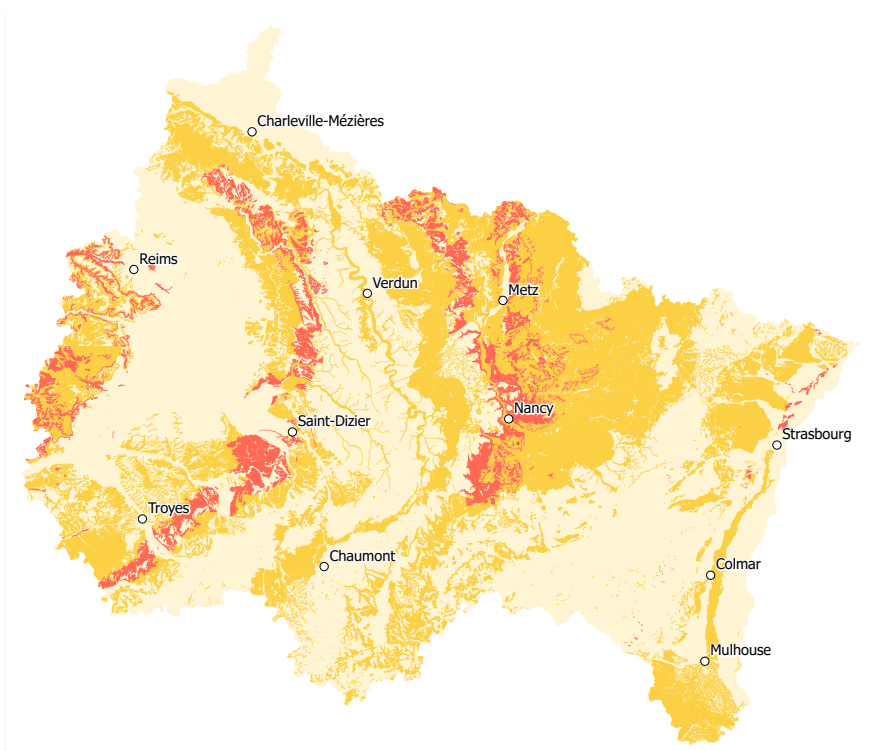 Charleville-Mézières
Reims
Verdun
Metz
Nancy
Saint-Dizier
Strasbourg
Troyes
Chaumont
Colmar
Mulhouse